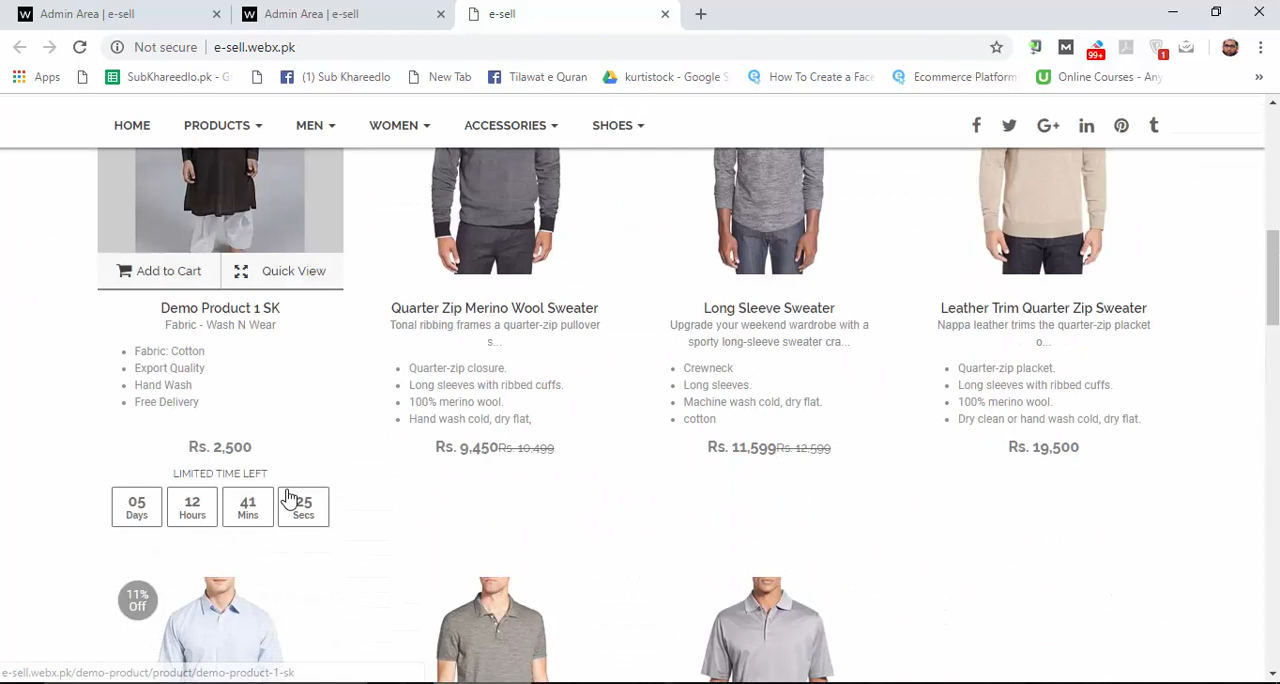 Admin Area | e-sell
Admin Area | e-sell
e-sell
Not secure e-sell.webx.pk
99+
1
Apps
SubKhareedlo.pk - G
(1) Sub Khareedlo
New Tab
Tilawat e Quran
kurtistock - Google S
How To Create a Face
Ecommerce Platform
Online Courses - Any
HOME PRODUCTS MEN WOMEN ACCESSORIES SHOES
Add to Cart Quick View
Demo Product 1 SK
Fabric - Wash N Wear
Fabric: Cotton
Export Quality
Hand Wash
Free Delivery
Rs. 2,500
LIMITED TIME LEFT
05 12 41 25
Days Hours Mins Secs
Quarter Zip Merino Wool Sweater
Tonal ribbing frames a quarter-zip pullover
s...
Quarter-zip closure.
Long sleeves with ribbed cuffs.
100% merino wool.
Hand wash cold, dry flat,
Rs. 9,450Rs. 10,499
Long Sleeve Sweater
Upgrade your weekend wardrobe with a
sporty long-sleeve sweater cra...
Crewneck
Long sleeves.
Machine wash cold, dry flat.
cotton
Rs. 11,599Rs. 12,599
Leather Trim Quarter Zip Sweater
Nappa leather trims the quarter-zip placket
o...
Quarter-zip placket.
Long sleeves with ribbed cuffs.
100% merino wool.
Dry clean or hand wash cold, dry flat.
Rs. 19,500
11%
Off
e-sell.webx.pk/demo-product/product/demo-product-1-sk